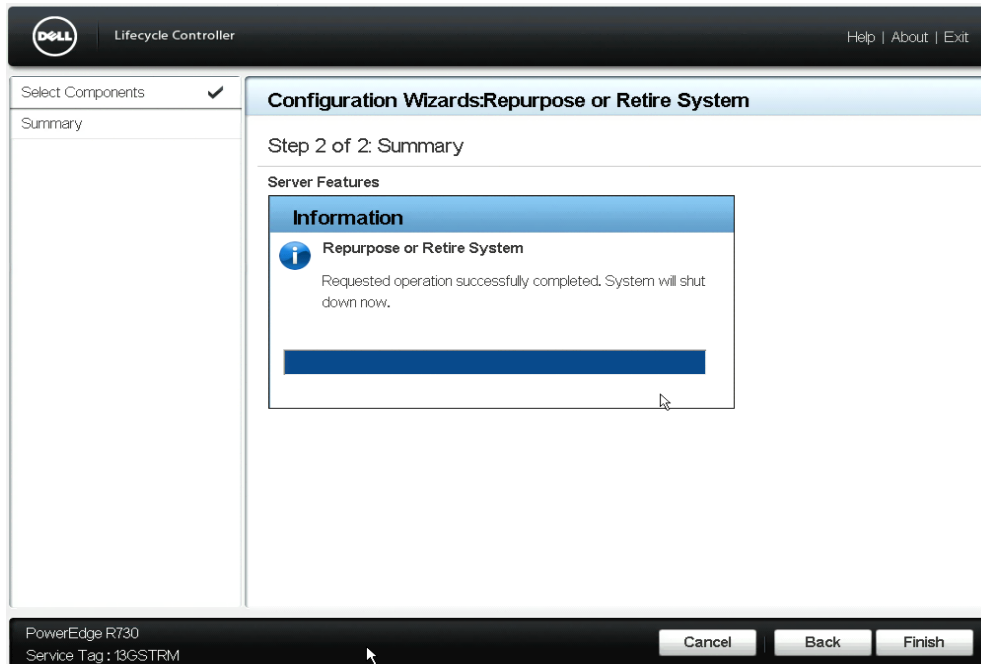 DELL
Lifecycle Controller
Help | About | Exit
Select Components
Summary
Configuration Wizards:Repurpose or Retire System
Step 2 of 2: Summary
Server Features
Information
i
Repurpose or Retire System
Requested operation successfully completed. System will shut
down now.
PowerEdge R730
Service Tag : 13GSTRM
Cancel
Back
Finish